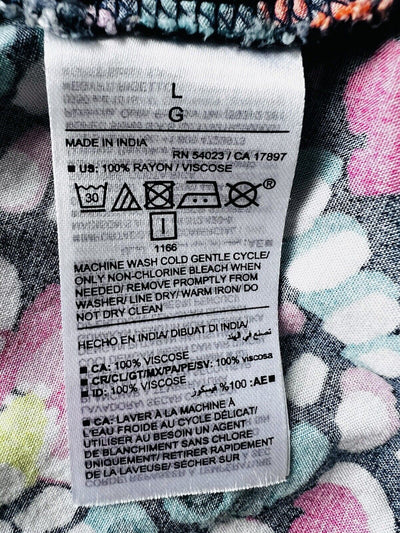 L
G
MADE IN INDIA
RN 54023 / CA 17897
■ US: 100% RAYON / VISCOSE
30
®
I
1166
MACHINE WASH COLD GENTLE CYCLE/
ONLY NON-CHLORINE BLEACH WHEN
NEEDED/ REMOVE PROMPTLY FROM
WASHER/ LINE DRY/ WARM IRON/ DO
NOT DRY CLEAN
HECHO EN INDIA/ DIBUAT DI INDIA/ تصنع في الهند
■ CA: 100% VISCOSE
■ CR/CL/GT/MX/PA/PE/SV: 100% viscosa
■ ID: 100% VISCOSE ■ AE: 100% فيسكوز
■ CA: LAVER À LA MACHINE À
L'EAU FROIDE AU CYCLE DÉLICAT/
UTILISER AU BESOIN UN AGENT
DE BLANCHIMENT SANS CHLORE
UNIQUEMENT/ RETIRER RAPIDEMENT
DE LA LAVEUSE/ SÉCHER SUR